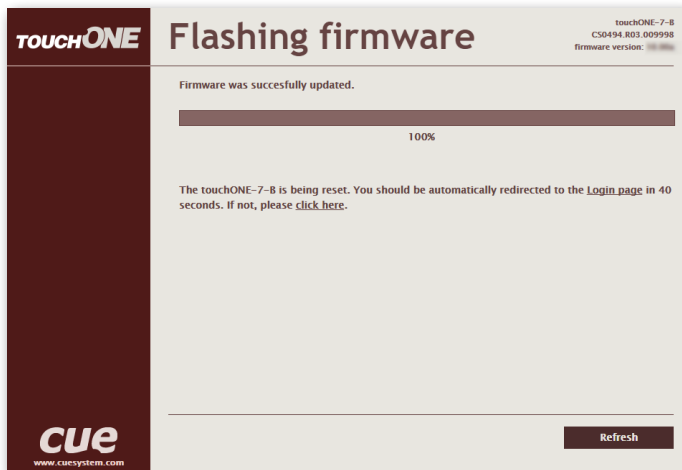 TOUCHONE
Flashing firmware
touchONE-7-B
CS0494.R03.009998
firmware version:
Firmware was succesfully updated.
100%
The touchONE-7-B is being reset. You should be automatically redirected to the Login page in 40
seconds. If not, please click here.
Refresh
cue
www.cuesystem.com